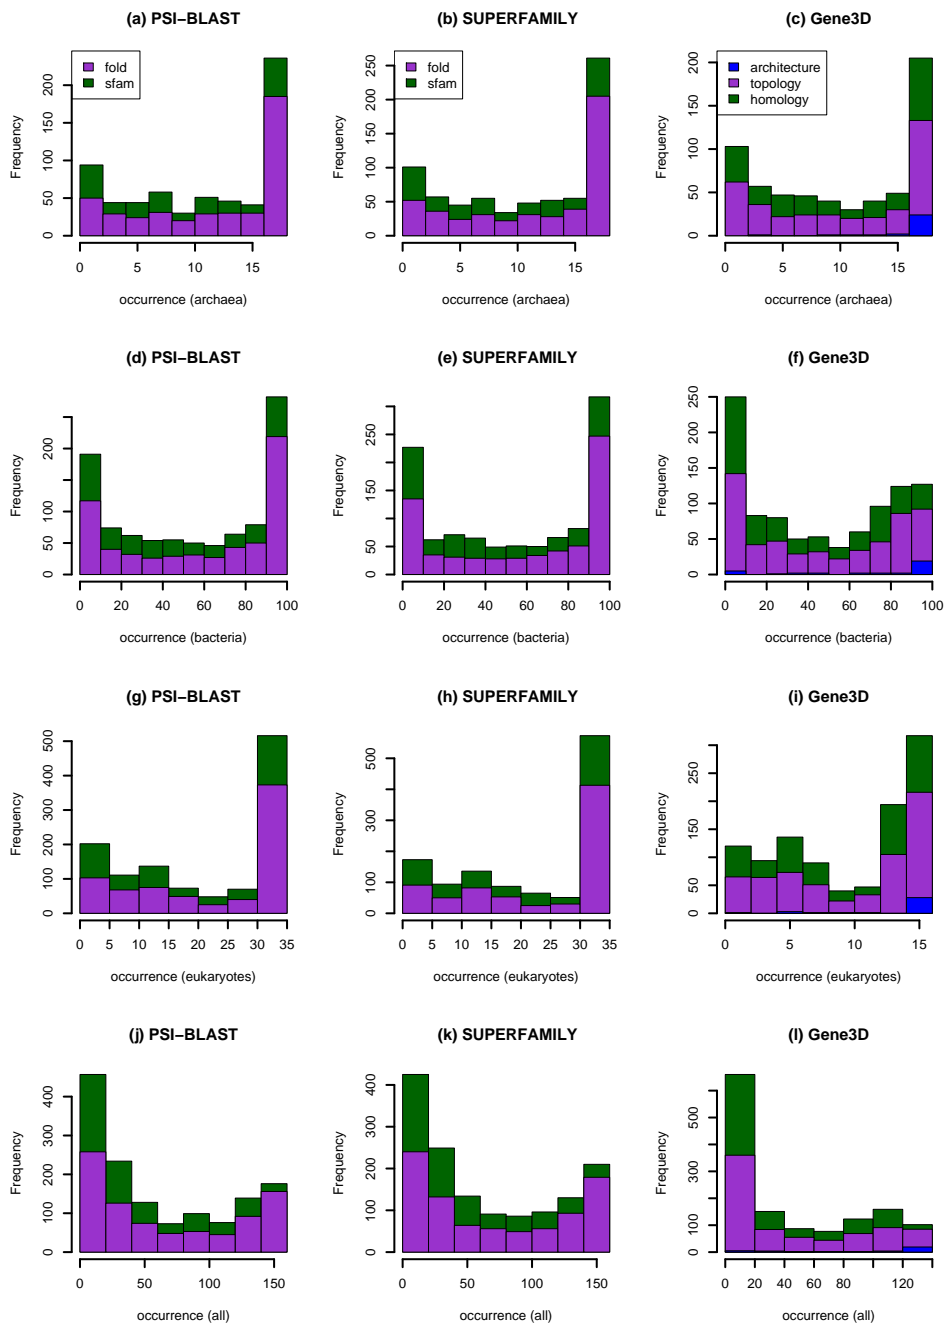 (a) PSI−BLAST
fold
sfam
Frequency
0 50 100 150 200
0 5 10 15
occurrence (archaea)
(b) SUPERFAMILY
fold
sfam
Frequency
0 50 100 150 200 250
0 5 10 15
occurrence (archaea)
(c) Gene3D
architecture
topology
homology
Frequency
0 50 100 150 200
0 5 10 15
occurrence (archaea)
(d) PSI−BLAST
Frequency
0 50 100 200
0 20 40 60 80 100
occurrence (bacteria)
(e) SUPERFAMILY
Frequency
0 50 150 250
0 20 40 60 80 100
occurrence (bacteria)
(f) Gene3D
Frequency
0 50 100 150 200 250
0 20 40 60 80 100
occurrence (bacteria)
(g) PSI−BLAST
Frequency
0 100 200 300 400 500
0 5 10 15 20 25 30 35
occurrence (eukaryotes)
(h) SUPERFAMILY
Frequency
0 100 300 500
0 5 10 15 20 25 30 35
occurrence (eukaryotes)
(i) Gene3D
Frequency
0 50 150 250
0 5 10 15
occurrence (eukaryotes)
(j) PSI−BLAST
Frequency
0 100 200 300 400
0 50 100 150
occurrence (all)
(k) SUPERFAMILY
Frequency
0 100 200 300 400
0 50 100 150
occurrence (all)
(l) Gene3D
Frequency
0 100 300 500
0 20 40 60 80 120
occurrence (all)